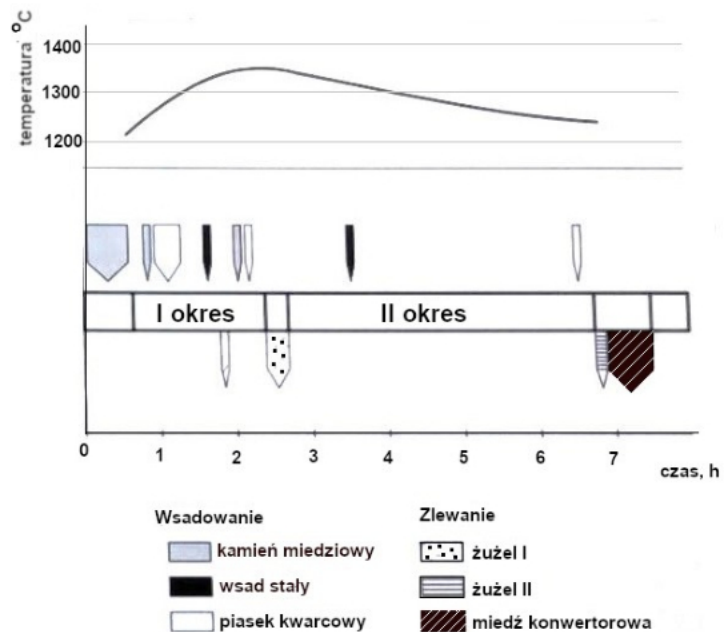 temperatura °C
1400
1300
1200
I okres
II okres
0 1 2 3 4 5 6 7
czas, h
Wsadowanie
kamień miedziowy
wsad stały
piasek kwarcowy
Zlewanie
żużel I
żużel II
miedź konwertorowa